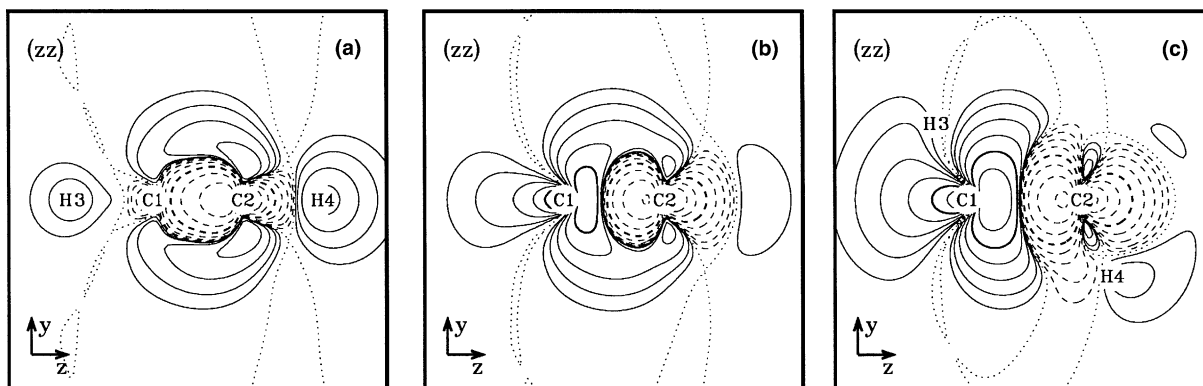 (zz) (a)
H3 C1 C2 H4
y
z
(zz) (b)
C1 C2
y
z
(zz) (c)
H3
C1 C2
H4
y
z